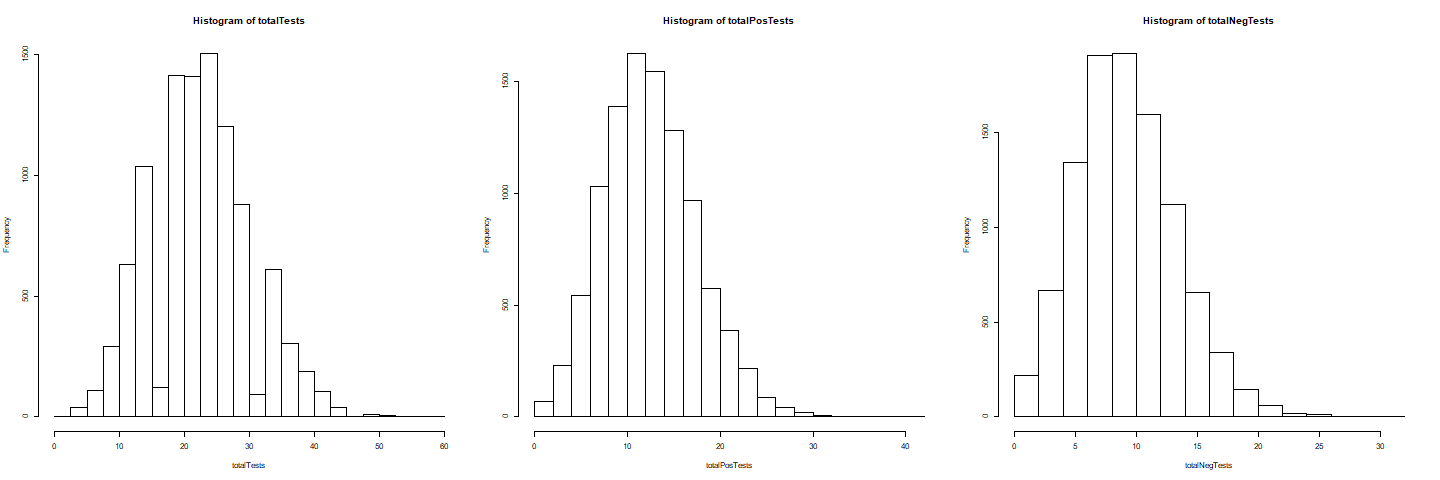 Histogram of totalTests
Frequency
1500
1000
500
0
0 10 20 30 40 50 60
totalTests
Histogram of totalPosTests
Frequency
1500
1000
500
0
0 10 20 30 40
totalPosTests
Histogram of totalNegTests
Frequency
1500
1000
500
0
0 5 10 15 20 25 30
totalNegTests